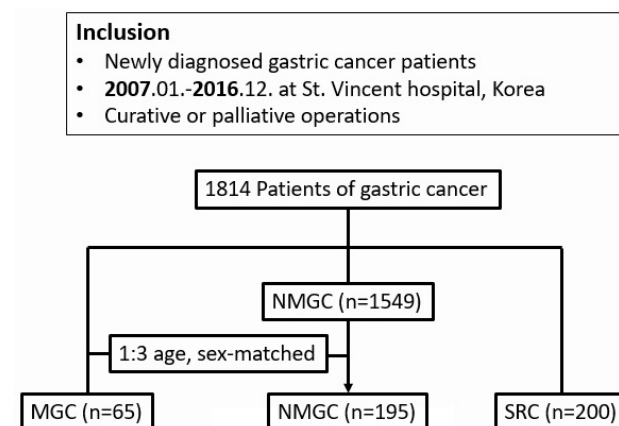 Inclusion
• Newly diagnosed gastric cancer patients
• 2007.01.-2016.12. at St. Vincent hospital, Korea
• Curative or palliative operations
1814 Patients of gastric cancer
NMGC (n=1549)
1:3 age, sex-matched
MGC (n=65)
NMGC (n=195)
SRC (n=200)